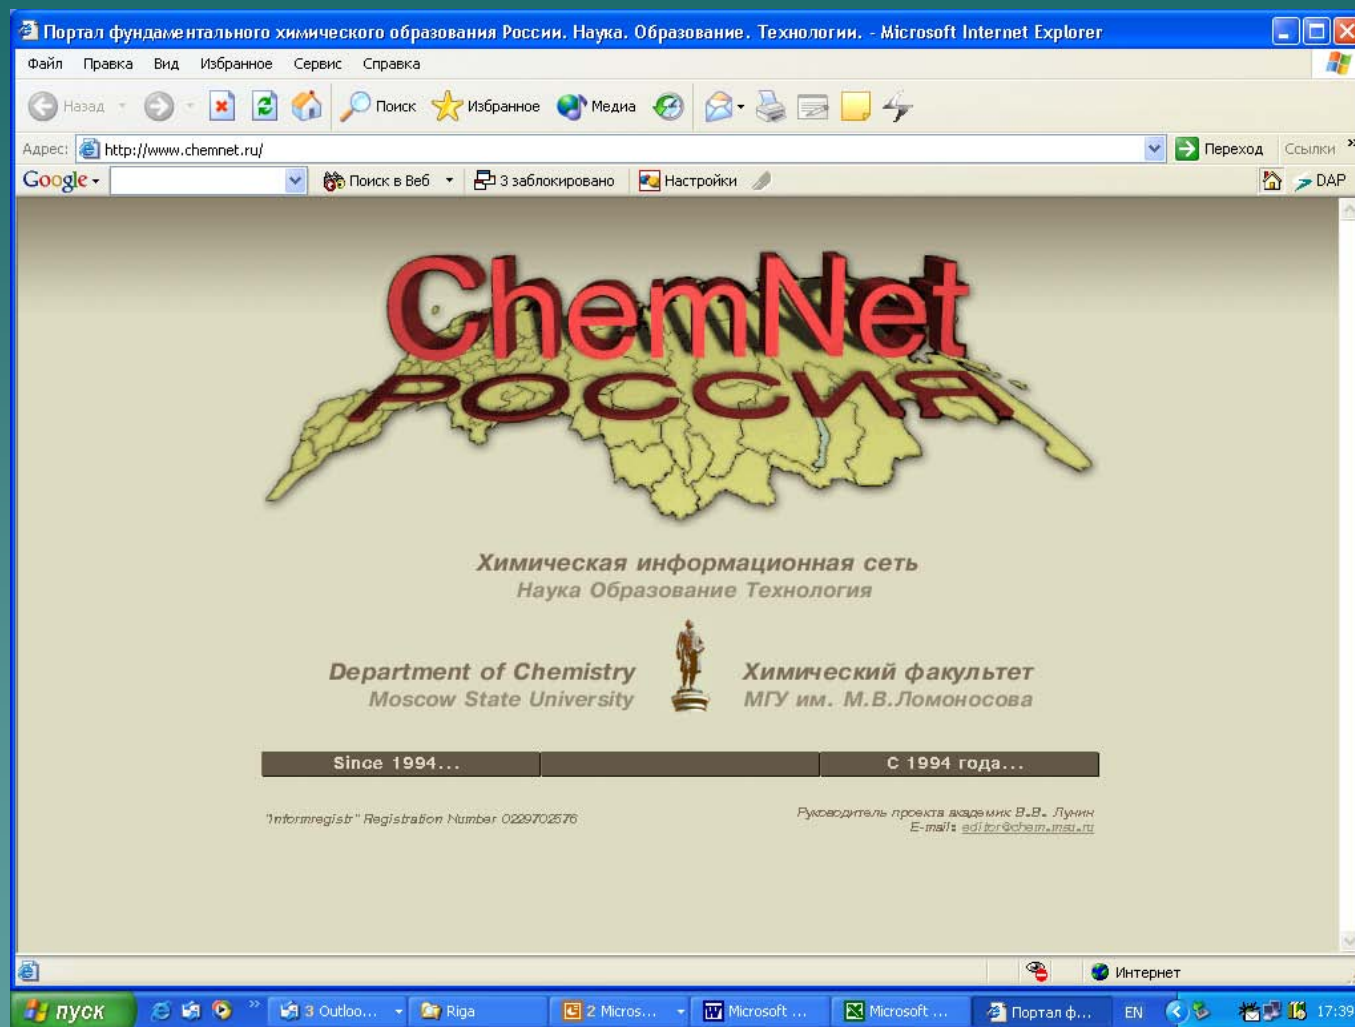 Портал фундаментального химического образования России. Наука. Образование. Технологии. - Microsoft Internet Explorer
Файл Правка Вид Избранное Сервис Справка
Назад Поиск Избранное Медиа
Адрес: http://www.chemnet.ru/ Переход Ссылки »
Google Поиск в Веб 3 заблокировано Настройки DAP
ChemNet
РОССИЯ
Химическая информационная сеть
Наука Образование Технология
Department of Chemistry Химический факультет
Moscow State University МГУ им. М.В.Ломоносова
Since 1994... С 1994 года...
"Informregistr" Registration Number 0229702576 Руководитель проекта академик В.В. Лунин
E-mail: editor@chem.msu.ru
Интернет
пуск » 3 Outloo... Riga 2 Micros... Microsoft ... Microsoft ... Портал ф... EN 17:39